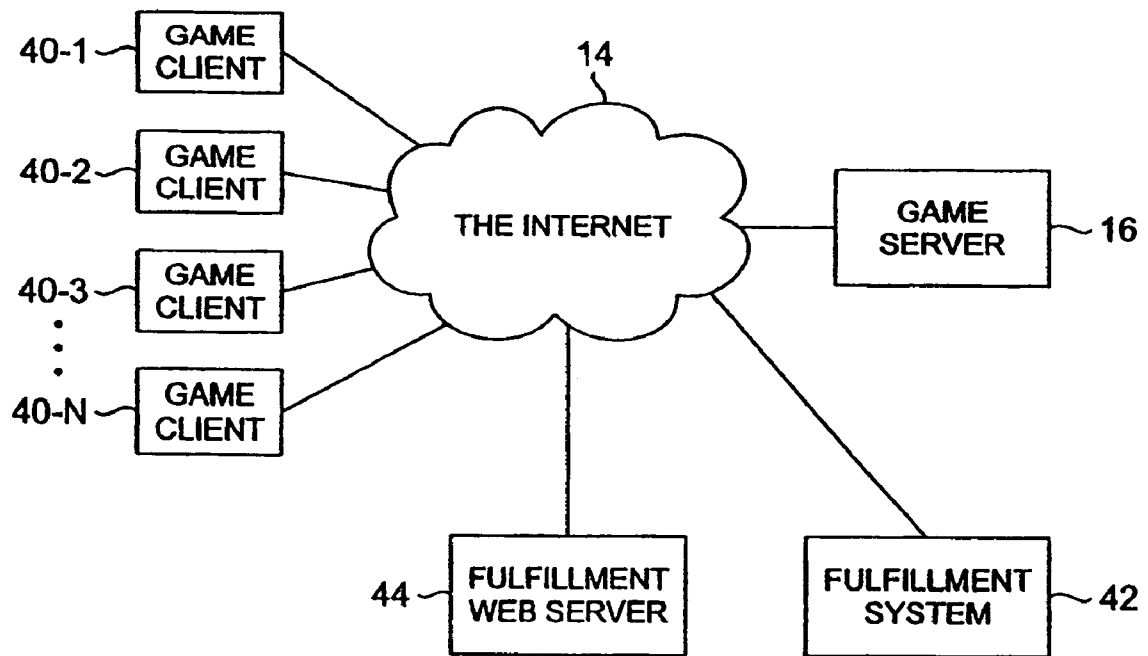 40-1
GAME
CLIENT
14
40-2
GAME
CLIENT
THE INTERNET
GAME
SERVER
16
40-3
GAME
CLIENT
40-N
GAME
CLIENT
44
FULFILLMENT
WEB SERVER
FULFILLMENT
SYSTEM
42